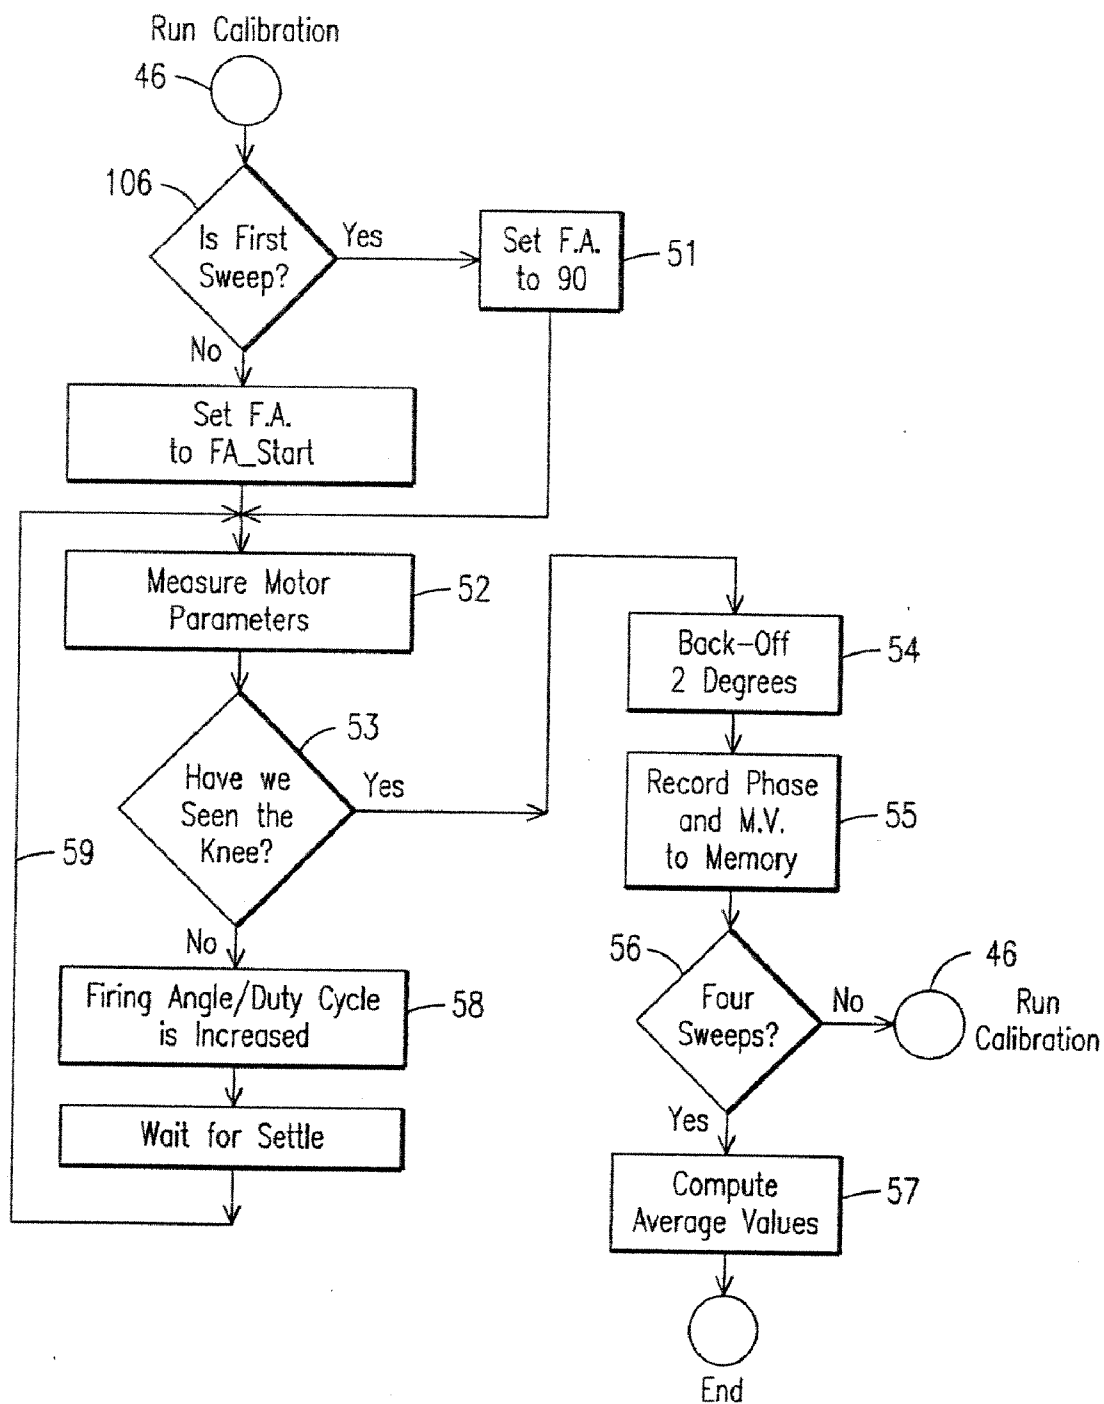 Run Calibration
46
106
Is First
Sweep?
Yes
Set F.A.
to 90
51
No
Set F.A.
to FA_Start
Measure Motor
Parameters
52
53
Have we
Seen the
Knee?
Yes
59
No
Firing Angle/Duty Cycle
is Increased
58
Wait for Settle
Back-Off
2 Degrees
54
Record Phase
and M.V.
to Memory
55
56
Four
Sweeps?
No
46
Run
Calibration
Yes
Compute
Average Values
57
End